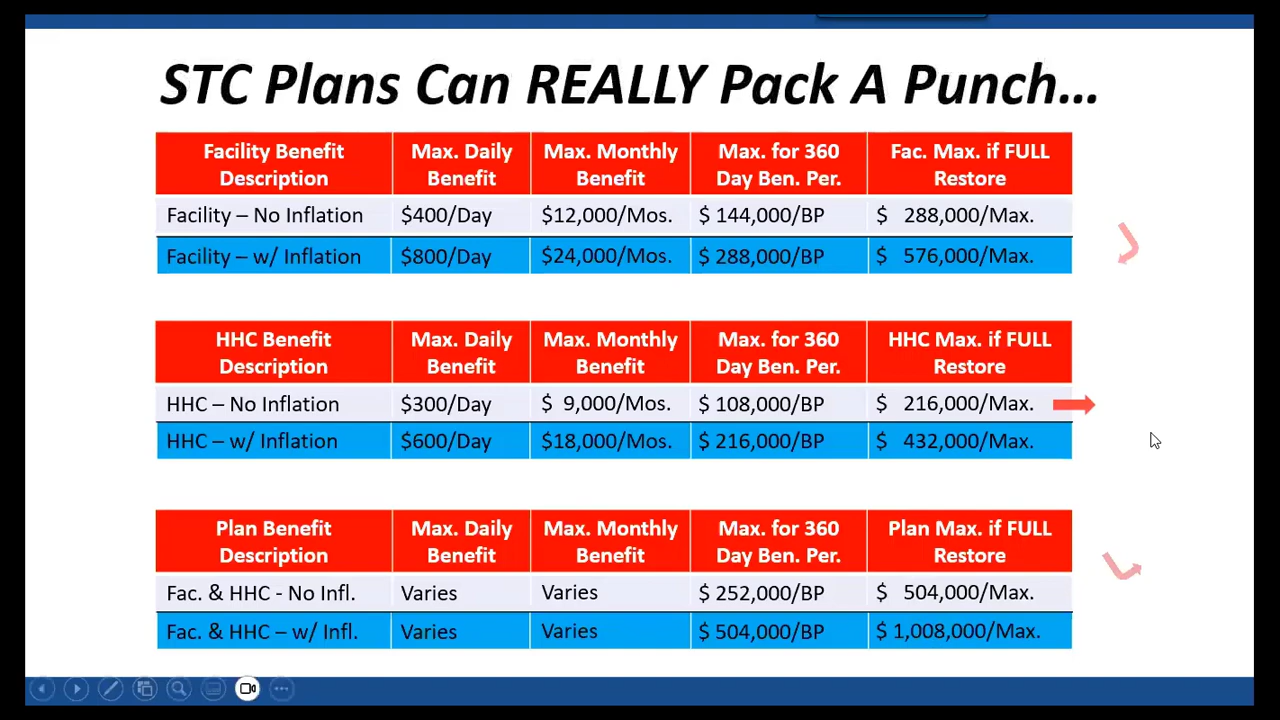 STC Plans Can REALLY Pack A Punch...
Facility Benefit Description Max. Daily Benefit Max. Monthly Benefit Max. for 360 Day Ben. Per. Fac. Max. if FULL Restore
Facility – No Inflation $400/Day $12,000/Mos. $ 144,000/BP $ 288,000/Max.
Facility – w/ Inflation $800/Day $24,000/Mos. $ 288,000/BP $ 576,000/Max.
HHC Benefit Description Max. Daily Benefit Max. Monthly Benefit Max. for 360 Day Ben. Per. HHC Max. if FULL Restore
HHC – No Inflation $300/Day $ 9,000/Mos. $ 108,000/BP $ 216,000/Max.
HHC – w/ Inflation $600/Day $18,000/Mos. $ 216,000/BP $ 432,000/Max.
Plan Benefit Description Max. Daily Benefit Max. Monthly Benefit Max. for 360 Day Ben. Per. Plan Max. if FULL Restore
Fac. & HHC - No Infl. Varies Varies $ 252,000/BP $ 504,000/Max.
Fac. & HHC – w/ Infl. Varies Varies $ 504,000/BP $ 1,008,000/Max.